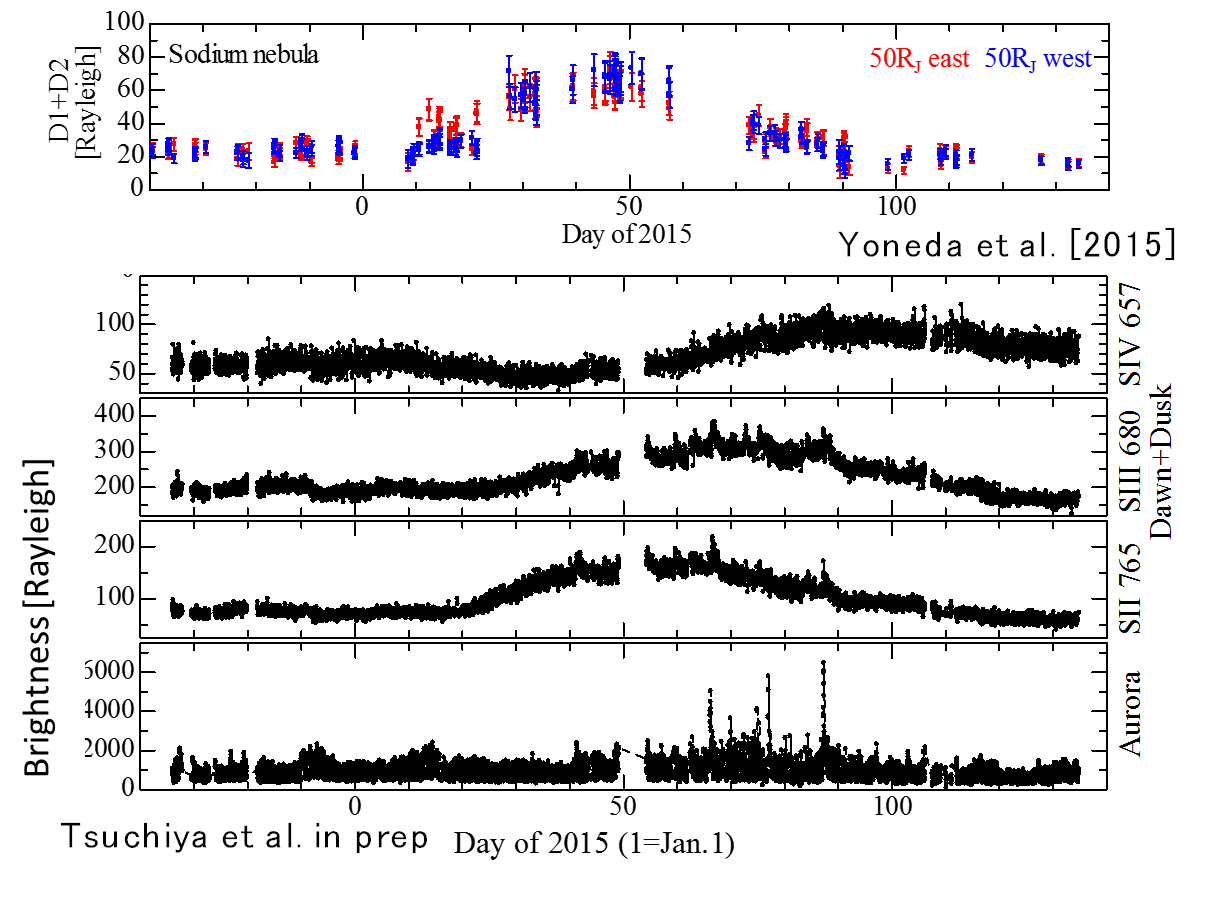 100
Sodium nebula
50RJ east 50RJ west
80
60
40
20
0
D1+D2
[Rayleigh]
0 50 100
Day of 2015
Yoneda et al. [2015]
100
50
SIV 657
400
300
200
SIII 680
200
100
SII 765
6000
4000
2000
0
Aurora
Dawn+Dusk
Brightness [Rayleigh]
0 50 100
Tsuchiya et al. in prep
Day of 2015 (1=Jan.1)